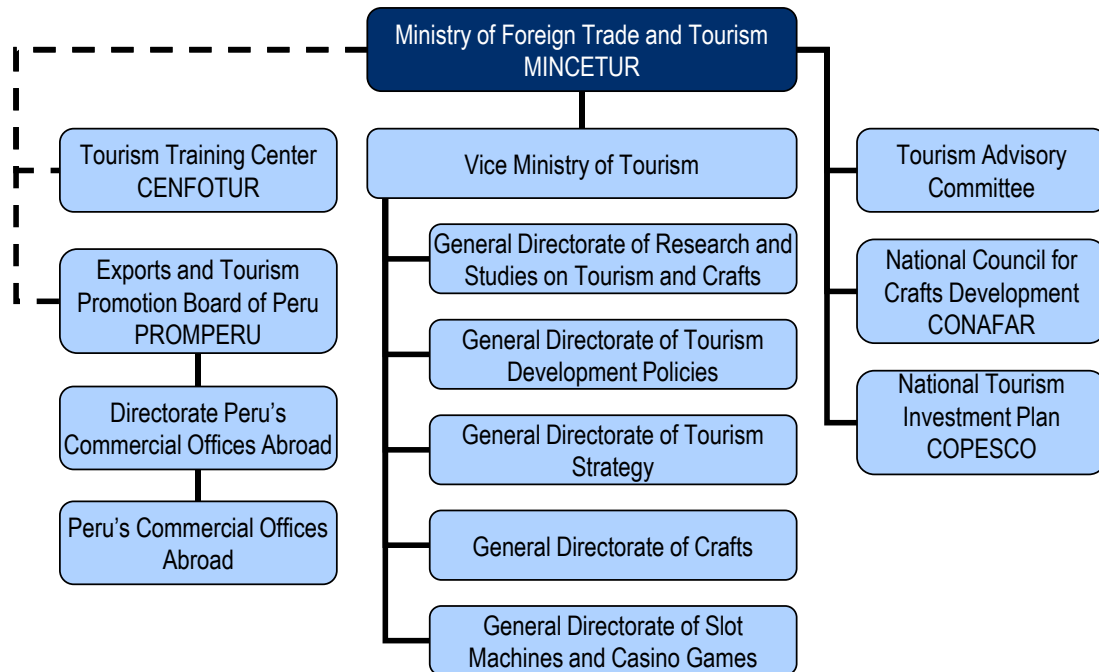 Ministry of Foreign Trade and Tourism
MINCETUR
Tourism Training Center
CENFOTUR
Exports and Tourism
Promotion Board of Peru
PROMPERU
Directorate Peru’s
Commercial Offices Abroad
Peru’s Commercial Offices
Abroad
Vice Ministry of Tourism
General Directorate of Research and
Studies on Tourism and Crafts
General Directorate of Tourism
Development Policies
General Directorate of Tourism
Strategy
General Directorate of Crafts
General Directorate of Slot
Machines and Casino Games
Tourism Advisory
Committee
National Council for
Crafts Development
CONAFAR
National Tourism
Investment Plan
COPESCO